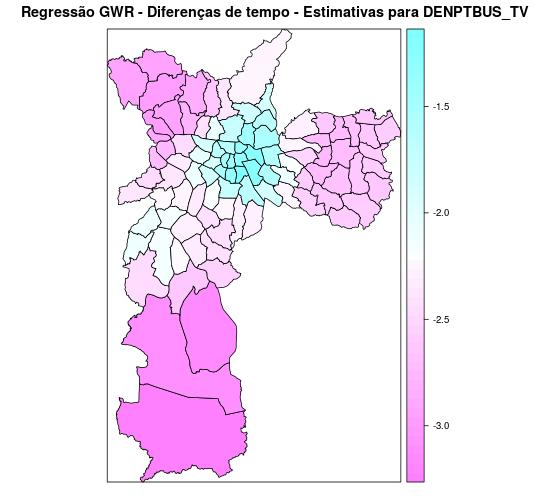 Regressão GWR - Diferenças de tempo - Estimativas para DENPTBUS_TV
-1.5
-2.0
-2.5
-3.0